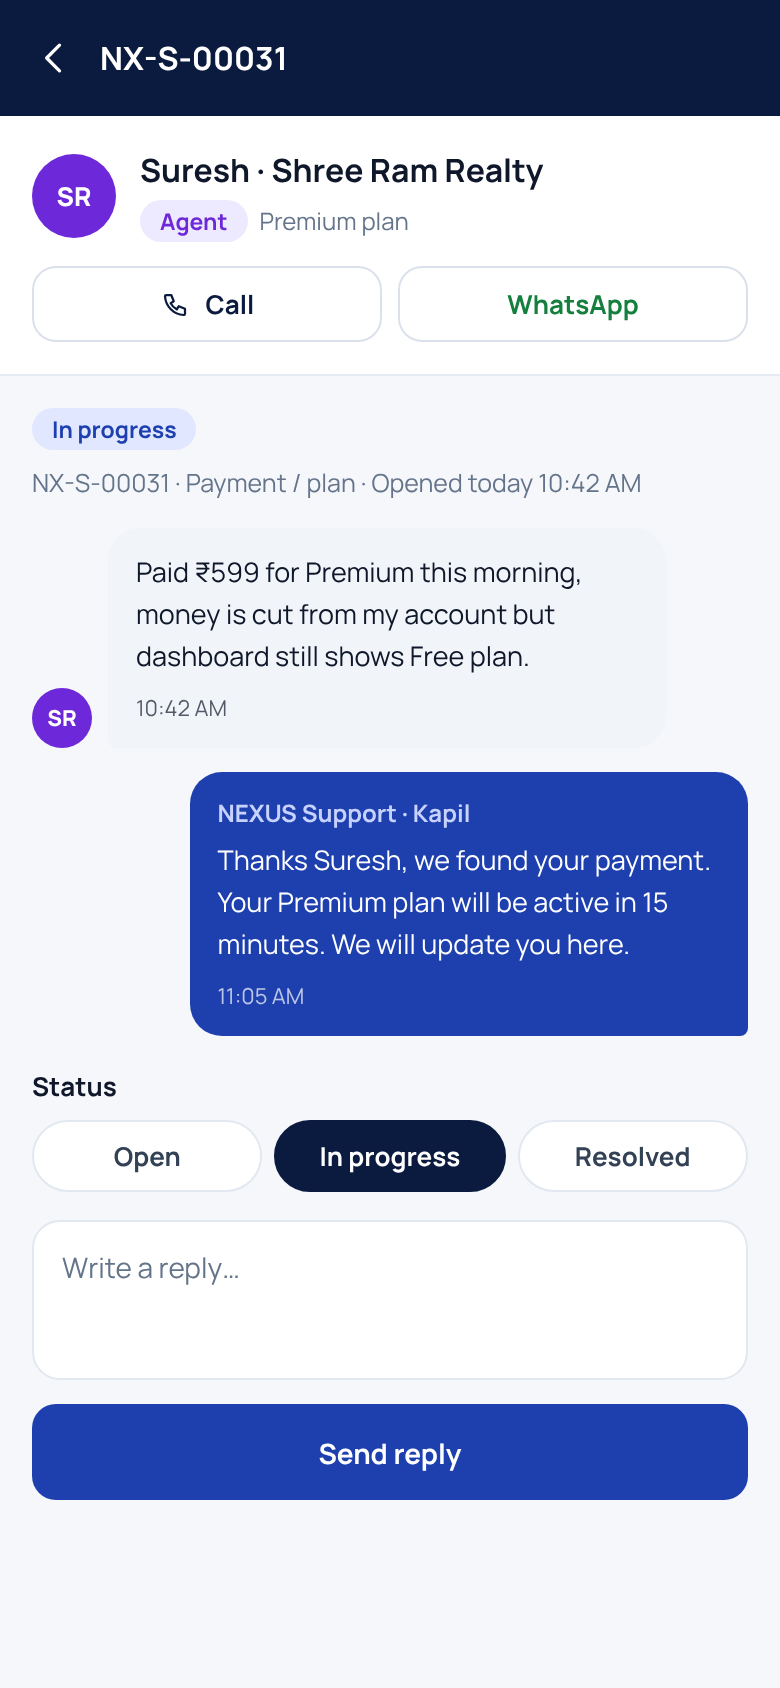 NX-S-00031
SR
Suresh · Shree Ram Realty
Agent
Premium plan
Call
WhatsApp
In progress
NX-S-00031 · Payment / plan · Opened today 10:42 AM
Paid ₹599 for Premium this morning,
money is cut from my account but
dashboard still shows Free plan.
10:42 AM
SR
NEXUS Support · Kapil
Thanks Suresh, we found your payment.
Your Premium plan will be active in 15
minutes. We will update you here.
11:05 AM
Status
Open
In progress
Resolved
Write a reply...
Send reply